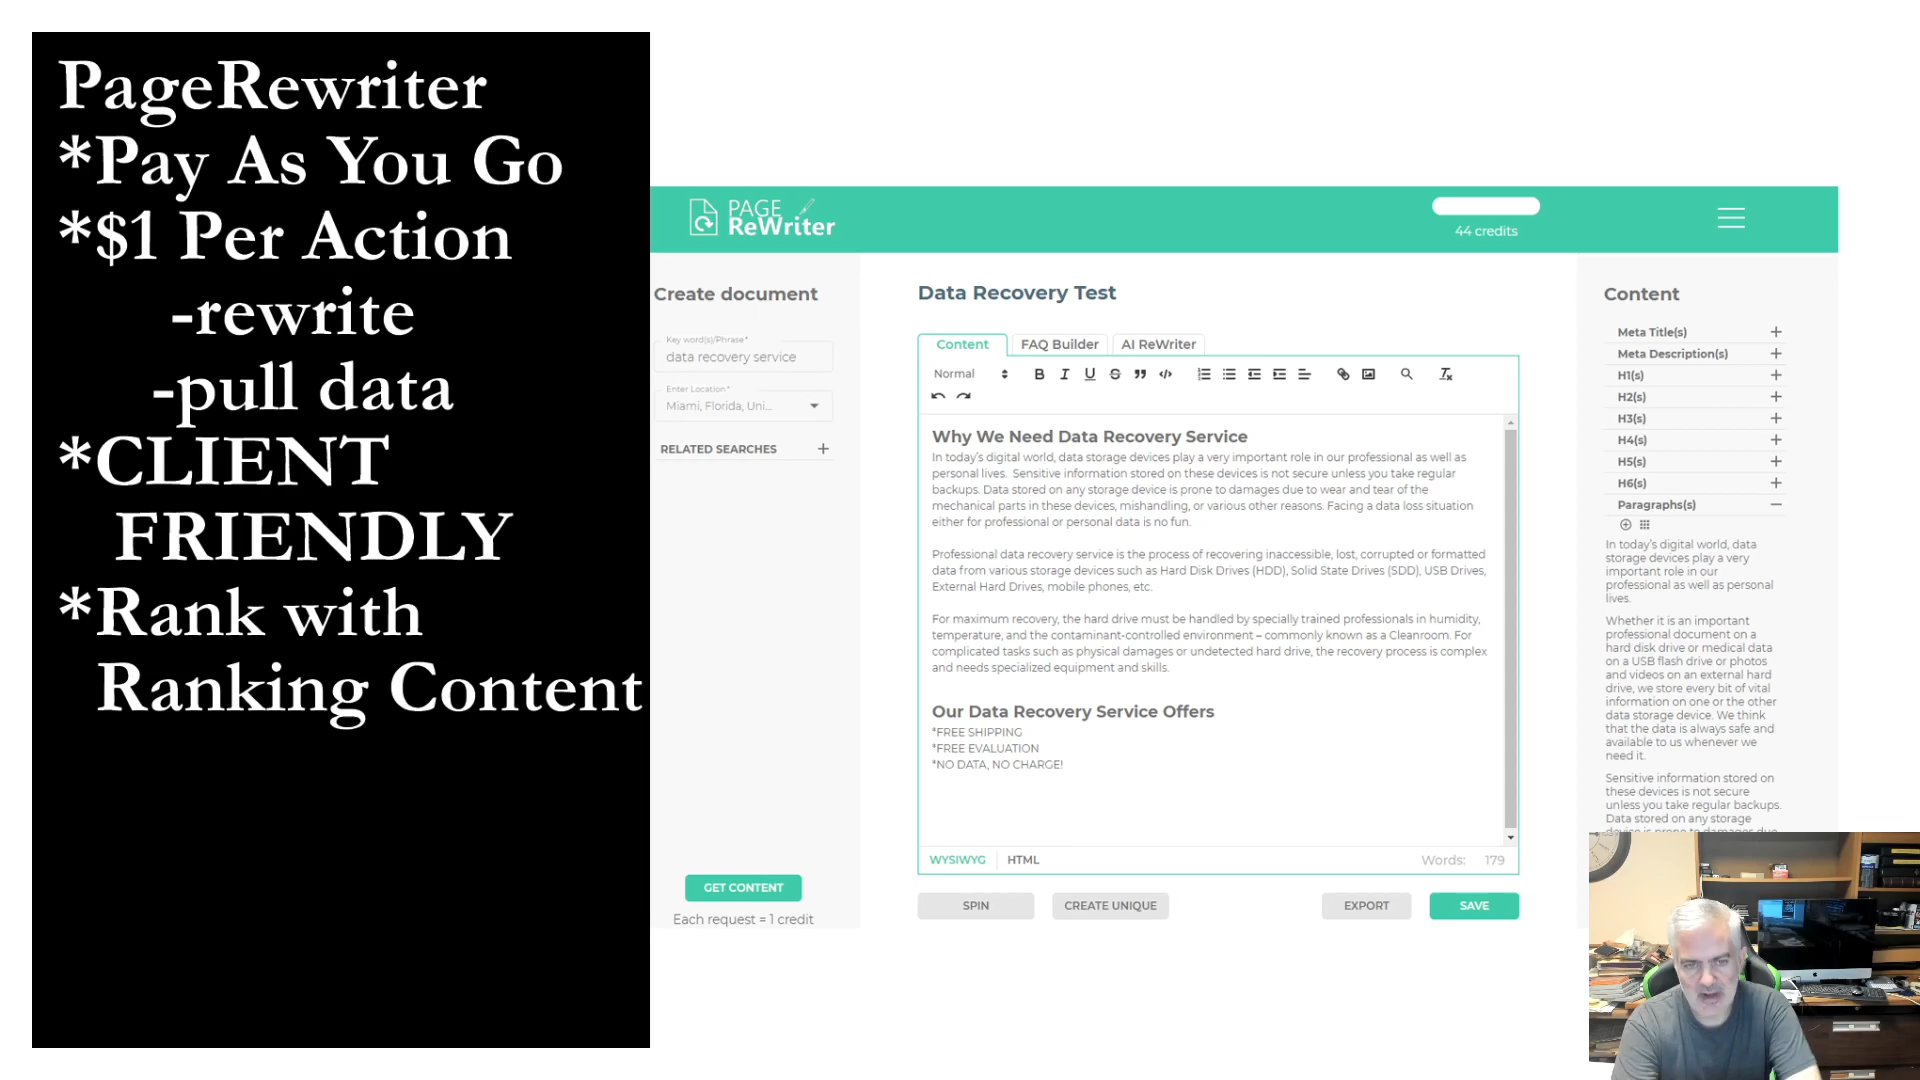 PageRewriter
*Pay As You Go
*$1 Per Action
-rewrite
-pull data
*CLIENT
FRIENDLY
*Rank with
Ranking Content
PAGE
ReWriter
44 credits
Create document
Key word(s)/Phrase*
data recovery service
Enter Location*
Miami, Florida, Uni...
RELATED SEARCHES
GET CONTENT
Each request = 1 credit
Data Recovery Test
Content
FAQ Builder
AI ReWriter
Normal
Why We Need Data Recovery Service
In today's digital world, data storage devices play a very important role in our professional as well as
personal lives. Sensitive information stored on these devices is not secure unless you take regular
backups. Data stored on any storage device is prone to damages due to wear and tear of the
mechanical parts in these devices, mishandling, or various other reasons. Facing a data loss situation
either for professional or personal data is no fun.
Professional data recovery service is the process of recovering inaccessible, lost, corrupted or formatted
data from various storage devices such as Hard Disk Drives (HDD), Solid State Drives (SDD), USB Drives,
External Hard Drives, mobile phones, etc.
For maximum recovery, the hard drive must be handled by specially trained professionals in humidity,
temperature, and the contaminant-controlled environment – commonly known as a Cleanroom. For
complicated tasks such as physical damages or undetected hard drive, the recovery process is complex
and needs specialized equipment and skills.
Our Data Recovery Service Offers
*FREE SHIPPING
*FREE EVALUATION
*NO DATA, NO CHARGE!
WYSIWYG
HTML
Words: 179
SPIN
CREATE UNIQUE
EXPORT
SAVE
Content
Meta Title(s)
Meta Description(s)
H1(s)
H2(s)
H3(s)
H4(s)
H5(s)
H6(s)
Paragraphs(s)
In today's digital world, data
storage devices play a very
important role in our
professional as well as personal
lives.
Whether it is an important
professional document on a
hard disk drive or medical data
on a USB flash drive or photos
and videos on an external hard
drive, we store every bit of vital
information on one or the other
data storage device. We think
that the data is always safe and
available to us whenever we
need it.
Sensitive information stored on
these devices is not secure
unless you take regular backups.
Data stored on any storage
device is prone to damages due